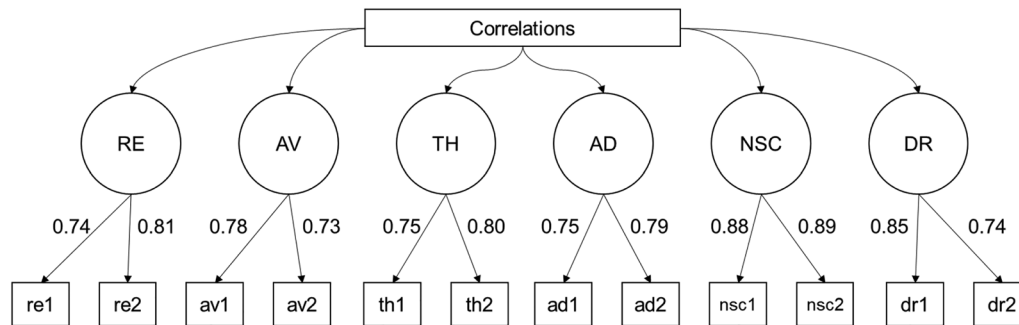 Correlations
RE AV TH AD NSC DR
0.74 0.81 0.78 0.73 0.75 0.80 0.75 0.79 0.88 0.89 0.85 0.74
re1 re2 av1 av2 th1 th2 ad1 ad2 nsc1 nsc2 dr1 dr2